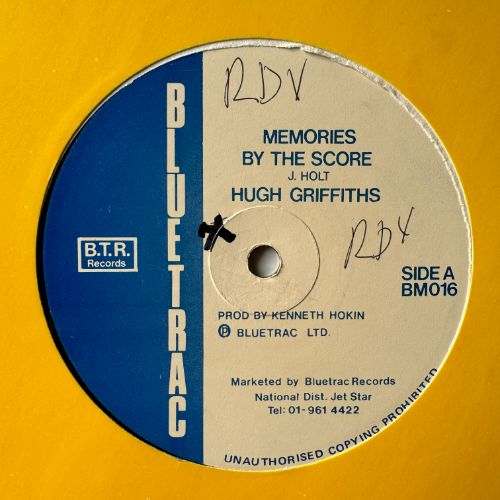 RDV
MEMORIES
BY THE SCORE
J. HOLT
HUGH GRIFFITHS
RDX
BLUETRAC
B.T.R.
Records
SIDE A
BM016
PROD BY KENNETH HOKIN
Ⓟ BLUETRAC LTD.
Marketed by Bluetrac Records
National Dist. Jet Star
Tel: 01-961 4422
UNAUTHORISED COPYING PROHIBITED